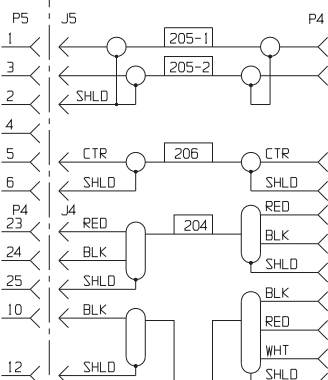 P5 J5 P4
1 205-1
3 205-2
2 SHLD
4
5 CTR 206 CTR
6 SHLD SHLD
P4 J4 RED
23 RED 204
24 BLK BLK
25 SHLD SHLD
10 BLK BLK
RED
WHT
12 SHLD SHLD